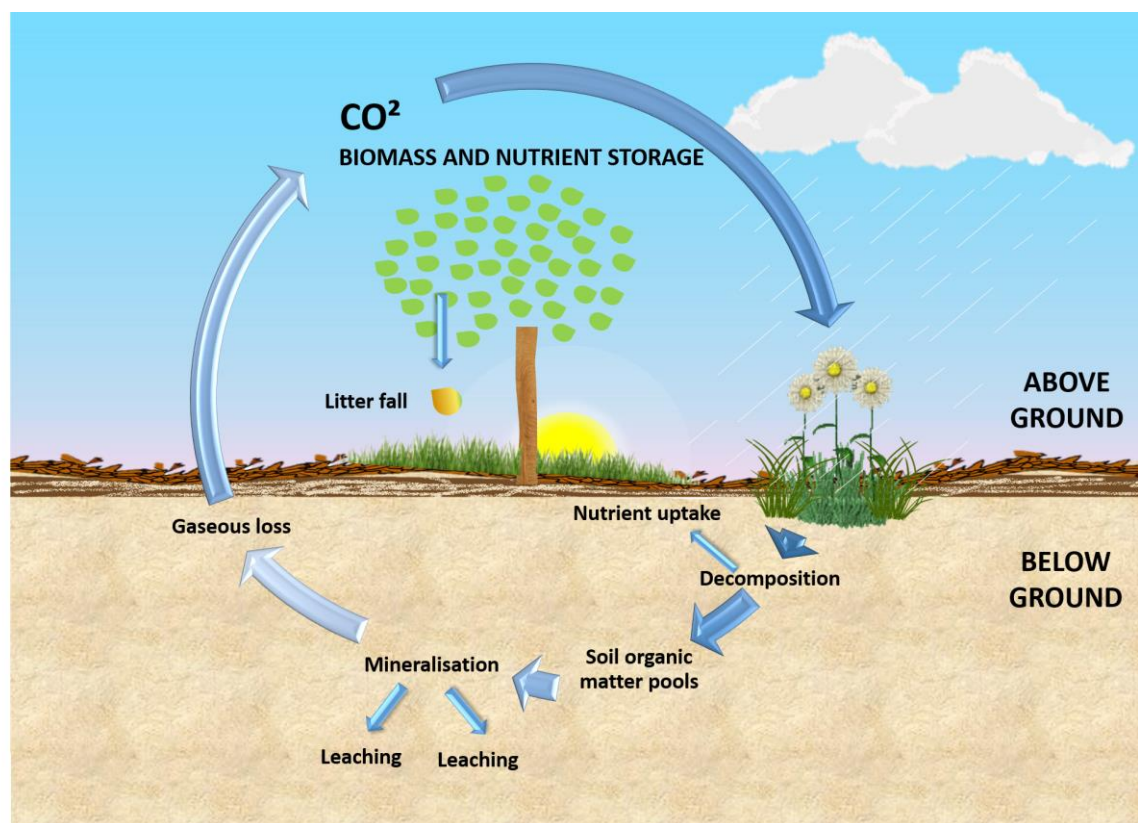 CO²
BIOMASS AND NUTRIENT STORAGE
Litter fall
ABOVE
GROUND
Gaseous loss
Nutrient uptake
Decomposition
BELOW
GROUND
Mineralisation
Soil organic
matter pools
Leaching
Leaching